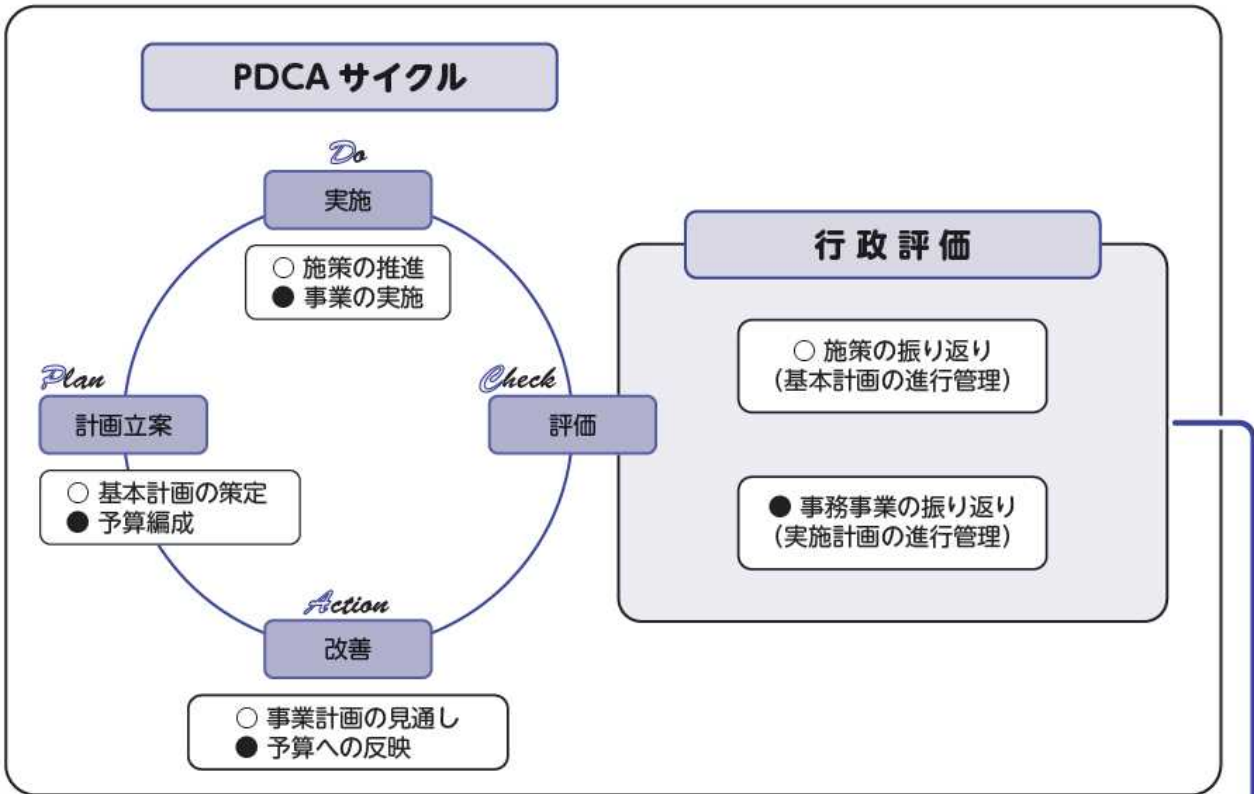 PDCA サイクル
Do
実施
○ 施策の推進
● 事業の実施
Plan
計画立案
○ 基本計画の策定
● 予算編成
Check
評価
Action
改善
○ 事業計画の見通し
● 予算への反映
行政評価
○ 施策の振り返り
（基本計画の進行管理）
● 事務事業の振り返り
（実施計画の進行管理）